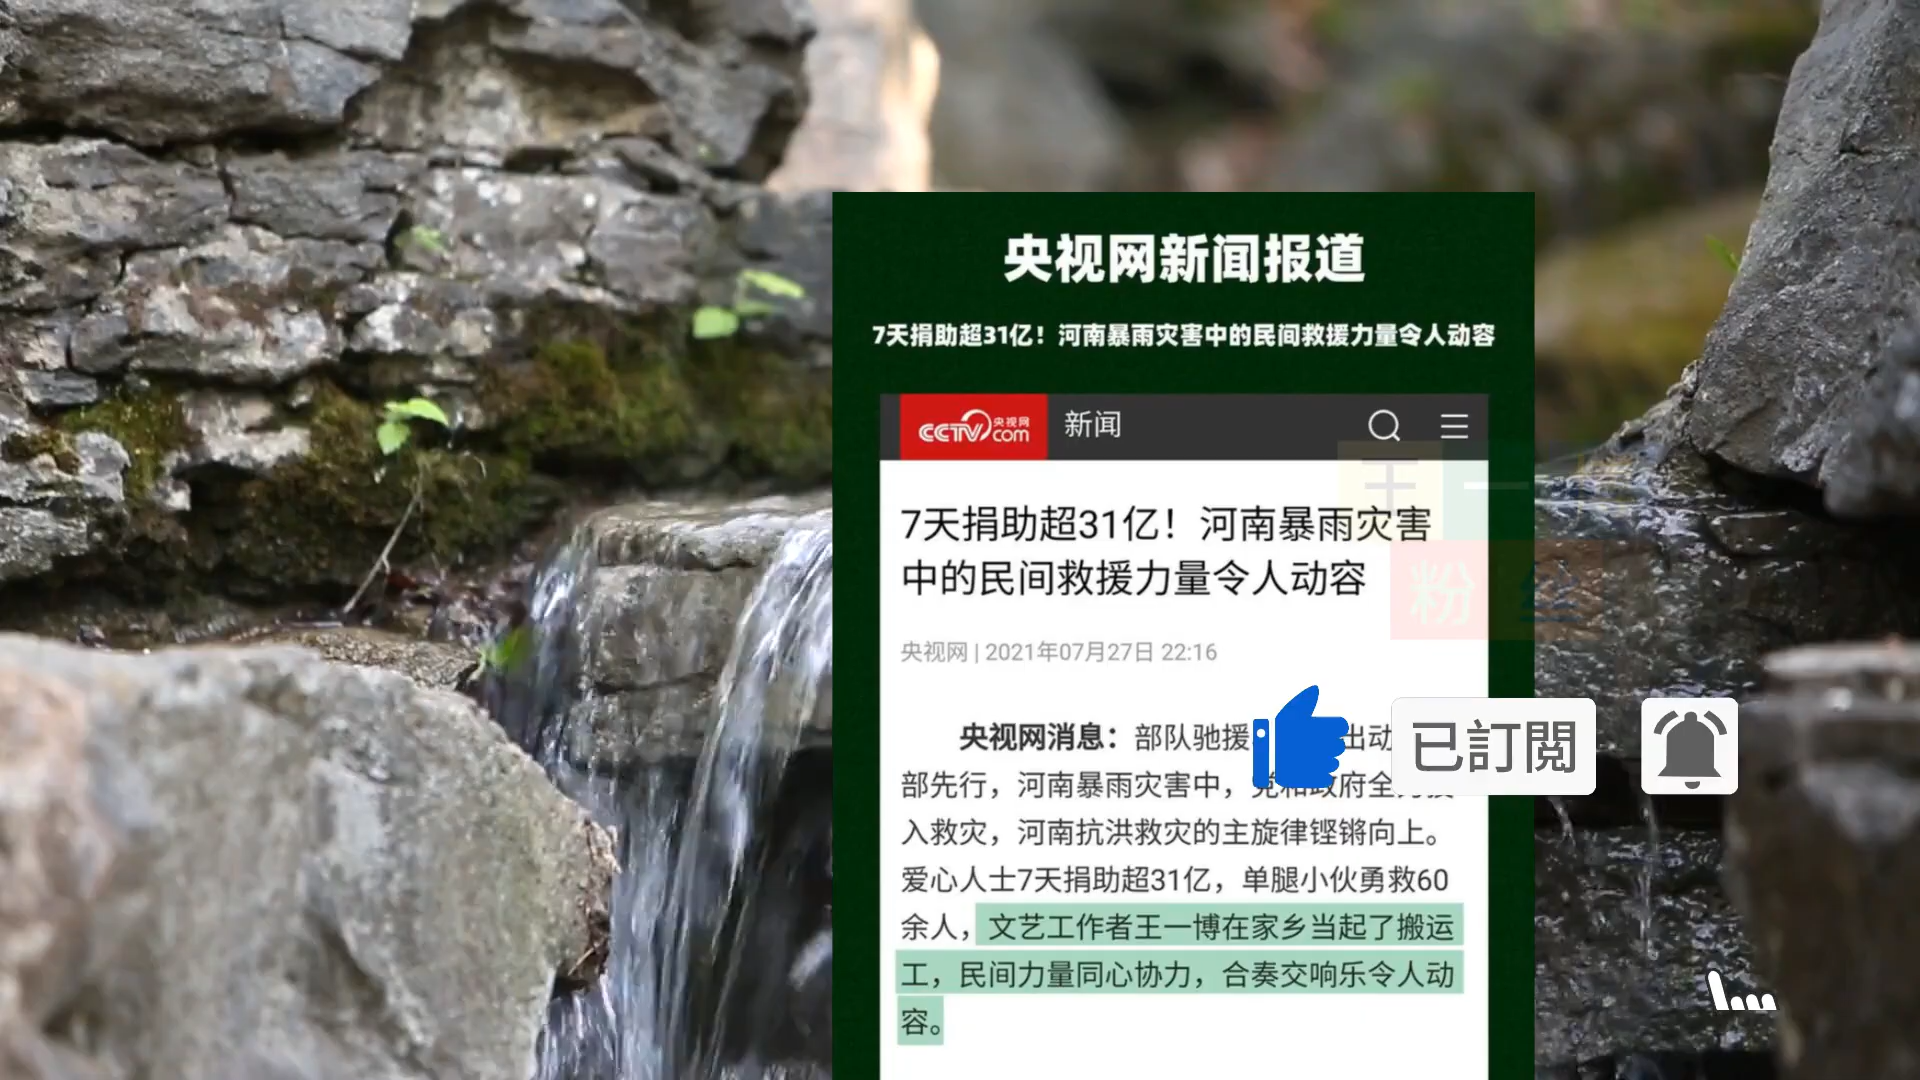 央视网新闻报道
7天捐助超31亿！河南暴雨灾害中的民间救援力量令人动容
CCTV.com 央视网 新闻
王一
7天捐助超31亿！河南暴雨灾害
中的民间救援力量令人动容
粉丝
央视网 | 2021年07月27日 22:16
央视网消息：部队驰援 出动
已訂閲
部先行，河南暴雨灾害中，党和政府全
入救灾，河南抗洪救灾的主旋律铿锵向上。
爱心人士7天捐助超31亿，单腿小伙勇救60
余人，文艺工作者王一博在家乡当起了搬运
工，民间力量同心协力，合奏交响乐令人动
容。